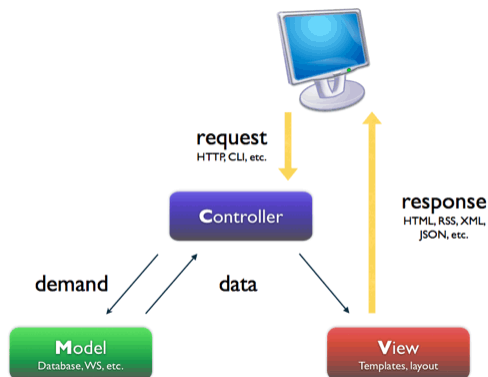 request
HTTP, CLI, etc.
response
HTML, RSS, XML,
JSON, etc.
Controller
demand
data
Model
Database, WS, etc.
View
Templates, layout